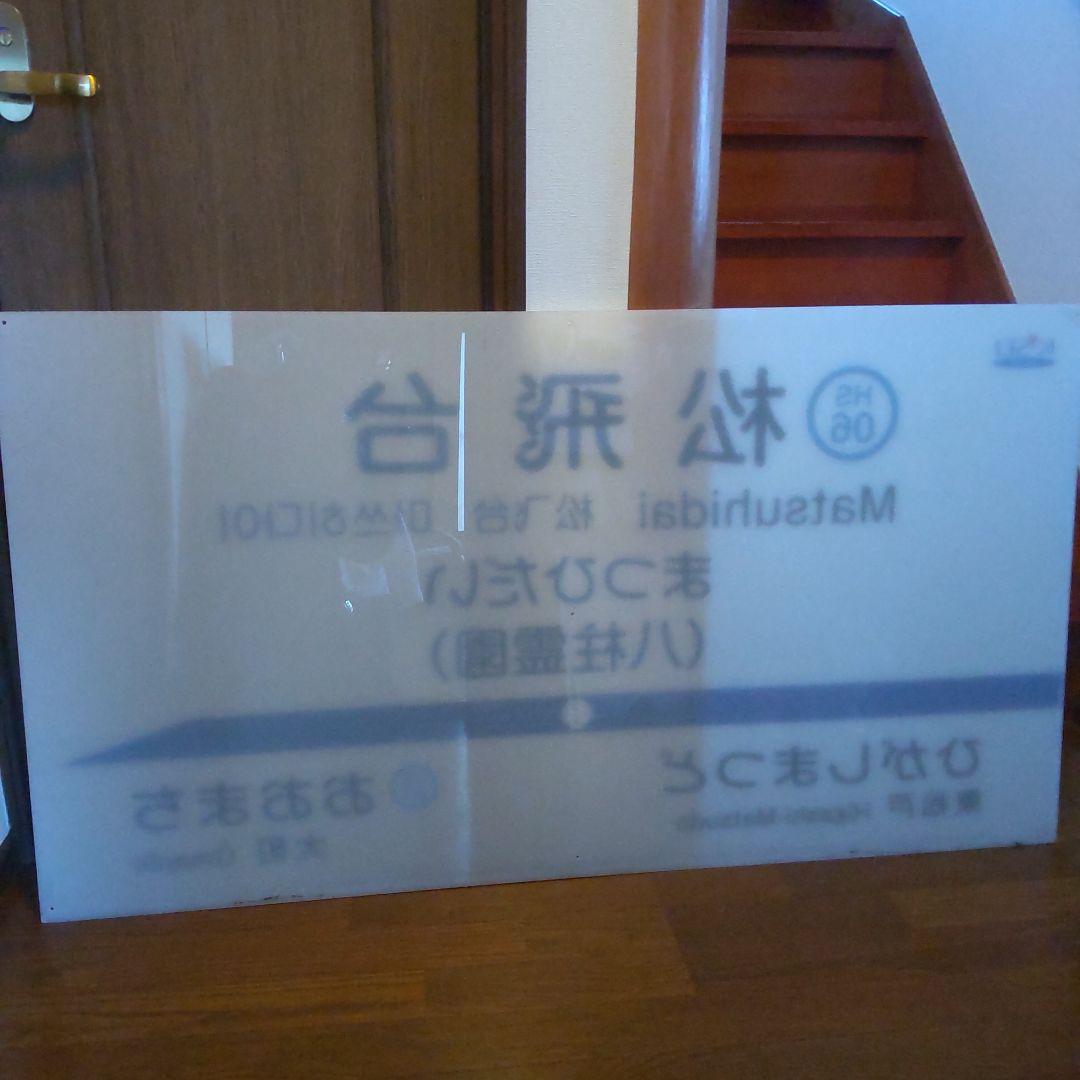 HS
06
松飛台
Matsuhidai 松飞台 마쓰히다이
まつひだい
(八柱霊園)
ひがしまつど
東松戸 Higashi-Matsudo
おおまち
大町 Oomachi